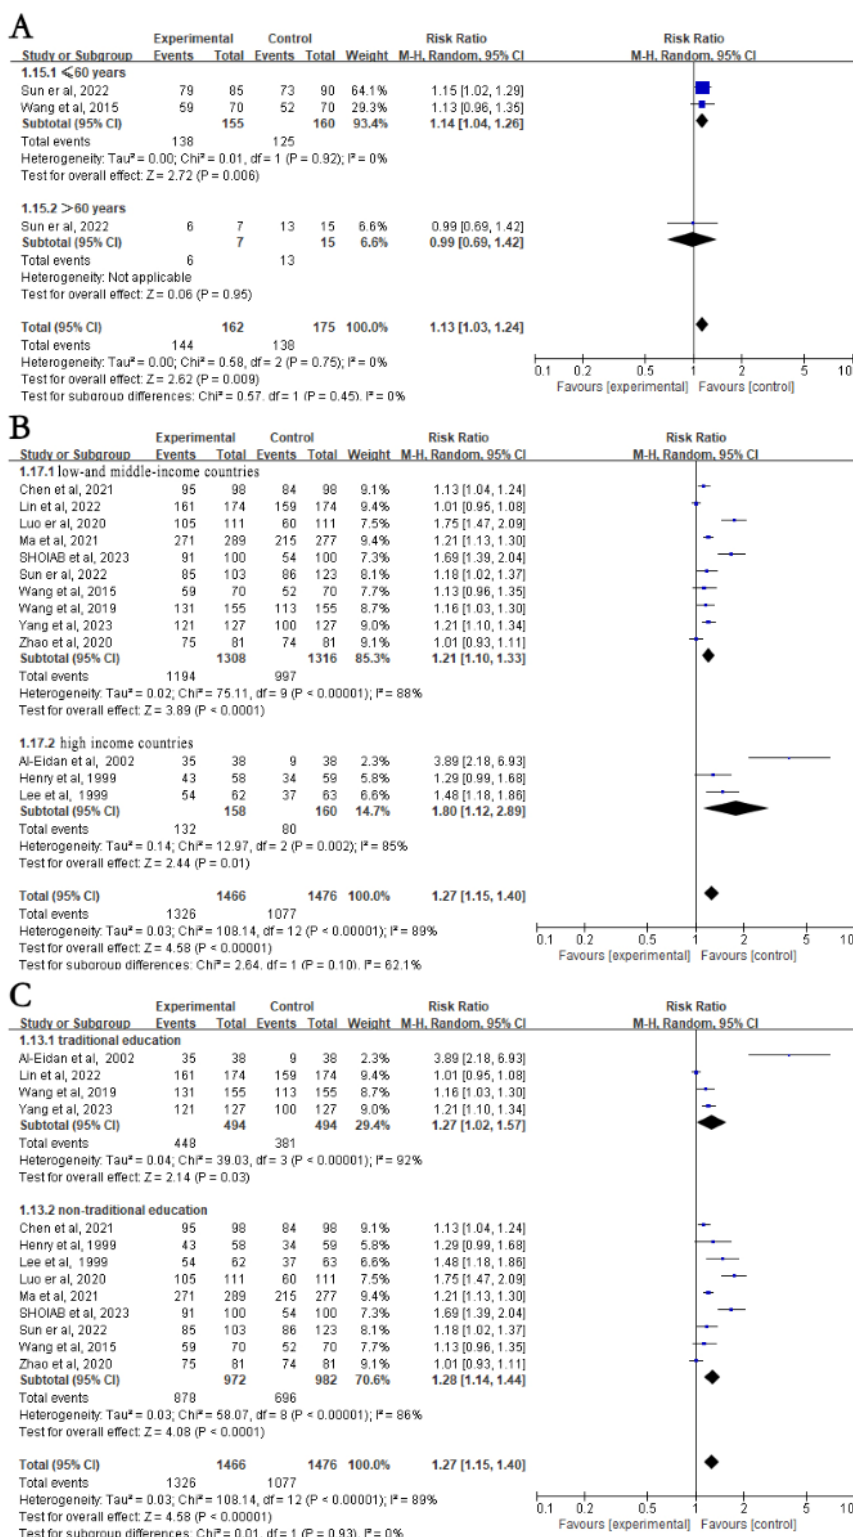 A
Experimental Control Risk Ratio Risk Ratio
Study or Subgroup Events Total Events Total Weight M-H, Random, 95% CI M-H, Random, 95% CI
1.15.1 ≤60 years
Sun er al, 2022 79 85 73 90 64.1% 1.15 [1.02, 1.29]
Wang et al, 2015 59 70 52 70 29.3% 1.13 [0.96, 1.35]
Subtotal (95% CI) 155 160 93.4% 1.14 [1.04, 1.26]
Total events 138 125
Heterogeneity: Tau² = 0.00; Chi² = 0.01, df = 1 (P = 0.92); I² = 0%
Test for overall effect: Z = 2.72 (P = 0.006)
1.15.2 >60 years
Sun er al, 2022 6 7 13 15 6.6% 0.99 [0.69, 1.42]
Subtotal (95% CI) 7 15 6.6% 0.99 [0.69, 1.42]
Total events 6 13
Heterogeneity: Not applicable
Test for overall effect: Z = 0.06 (P = 0.95)
Total (95% CI) 162 175 100.0% 1.13 [1.03, 1.24]
Total events 144 138
Heterogeneity: Tau² = 0.00; Chi² = 0.58, df = 2 (P = 0.75); I² = 0%
Test for overall effect: Z = 2.62 (P = 0.009)
Test for subgroup differences: Chi² = 0.57, df = 1 (P = 0.45), I² = 0%
0.1 0.2 0.5 1 2 5 10
Favours [experimental] Favours [control]
B
Experimental Control Risk Ratio Risk Ratio
Study or Subgroup Events Total Events Total Weight M-H, Random, 95% CI M-H, Random, 95% CI
1.17.1 low-and middle-income countries
Chen et al, 2021 95 98 84 98 9.1% 1.13 [1.04, 1.24]
Lin et al, 2022 161 174 159 174 9.4% 1.01 [0.95, 1.08]
Luo er al, 2020 105 111 60 111 7.5% 1.75 [1.47, 2.09]
Ma et al, 2021 271 289 215 277 9.4% 1.21 [1.13, 1.30]
SHOIAB et al, 2023 91 100 54 100 7.3% 1.69 [1.39, 2.04]
Sun er al, 2022 85 103 86 123 8.1% 1.18 [1.02, 1.37]
Wang et al, 2015 59 70 52 70 7.7% 1.13 [0.96, 1.35]
Wang et al, 2019 131 155 113 155 8.7% 1.16 [1.03, 1.30]
Yang et al, 2023 121 127 100 127 9.0% 1.21 [1.10, 1.34]
Zhao et al, 2020 75 81 74 81 9.1% 1.01 [0.93, 1.11]
Subtotal (95% CI) 1308 1316 85.3% 1.21 [1.10, 1.33]
Total events 1194 997
Heterogeneity: Tau² = 0.02; Chi² = 75.11, df = 9 (P < 0.00001); I² = 88%
Test for overall effect: Z = 3.89 (P < 0.0001)
1.17.2 high income countries
Al-Eidan et al, 2002 35 38 9 38 2.3% 3.89 [2.18, 6.93]
Henry et al, 1999 43 58 34 59 5.8% 1.29 [0.99, 1.68]
Lee et al, 1999 54 62 37 63 6.6% 1.48 [1.18, 1.86]
Subtotal (95% CI) 158 160 14.7% 1.80 [1.12, 2.89]
Total events 132 80
Heterogeneity: Tau² = 0.14; Chi² = 12.97, df = 2 (P = 0.002); I² = 85%
Test for overall effect: Z = 2.44 (P = 0.01)
Total (95% CI) 1466 1476 100.0% 1.27 [1.15, 1.40]
Total events 1326 1077
Heterogeneity: Tau² = 0.03; Chi² = 108.14, df = 12 (P < 0.00001); I² = 89%
Test for overall effect: Z = 4.58 (P < 0.00001)
Test for subgroup differences: Chi² = 2.64, df = 1 (P = 0.10), I² = 62.1%
0.1 0.2 0.5 1 2 5 10
Favours [experimental] Favours [control]
C
Experimental Control Risk Ratio Risk Ratio
Study or Subgroup Events Total Events Total Weight M-H, Random, 95% CI M-H, Random, 95% CI
1.13.1 traditional education
Al-Eidan et al, 2002 35 38 9 38 2.3% 3.89 [2.18, 6.93]
Lin et al, 2022 161 174 159 174 9.4% 1.01 [0.95, 1.08]
Wang et al, 2019 131 155 113 155 8.7% 1.16 [1.03, 1.30]
Yang et al, 2023 121 127 100 127 9.0% 1.21 [1.10, 1.34]
Subtotal (95% CI) 494 494 29.4% 1.27 [1.02, 1.57]
Total events 448 381
Heterogeneity: Tau² = 0.04; Chi² = 39.03, df = 3 (P < 0.00001); I² = 92%
Test for overall effect: Z = 2.14 (P = 0.03)
1.13.2 non-traditional education
Chen et al, 2021 95 98 84 98 9.1% 1.13 [1.04, 1.24]
Henry et al, 1999 43 58 34 59 5.8% 1.29 [0.99, 1.68]
Lee et al, 1999 54 62 37 63 6.6% 1.48 [1.18, 1.86]
Luo er al, 2020 105 111 60 111 7.5% 1.75 [1.47, 2.09]
Ma et al, 2021 271 289 215 277 9.4% 1.21 [1.13, 1.30]
SHOIAB et al, 2023 91 100 54 100 7.3% 1.69 [1.39, 2.04]
Sun er al, 2022 85 103 86 123 8.1% 1.18 [1.02, 1.37]
Wang et al, 2015 59 70 52 70 7.7% 1.13 [0.96, 1.35]
Zhao et al, 2020 75 81 74 81 9.1% 1.01 [0.93, 1.11]
Subtotal (95% CI) 972 982 70.6% 1.28 [1.14, 1.44]
Total events 878 696
Heterogeneity: Tau² = 0.03; Chi² = 58.07, df = 8 (P < 0.00001); I² = 86%
Test for overall effect: Z = 4.08 (P < 0.0001)
Total (95% CI) 1466 1476 100.0% 1.27 [1.15, 1.40]
Total events 1326 1077
Heterogeneity: Tau² = 0.03; Chi² = 108.14, df = 12 (P < 0.00001); I² = 89%
Test for overall effect: Z = 4.58 (P < 0.00001)
Test for subgroup differences: Chi² = 0.01, df = 1 (P = 0.93), I² = 0%
0.1 0.2 0.5 1 2 5 10
Favours [experimental] Favours [control]